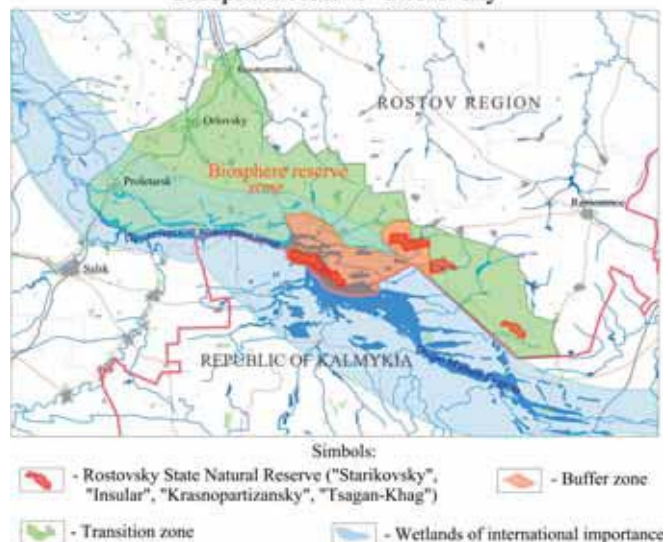 ROSTOV REGION
Orlovsky
Biosphere reserve
zone
Proletarsk
Remontnoe
Salsk
REPUBLIC OF KALMYKIA
Simbols:
- Rostovsky State Natural Reserve ("Starikovsky",
"Insular", "Krasnopartizansky", "Tsagan-Khag")
- Buffer zone
- Transition zone
- Wetlands of international importance